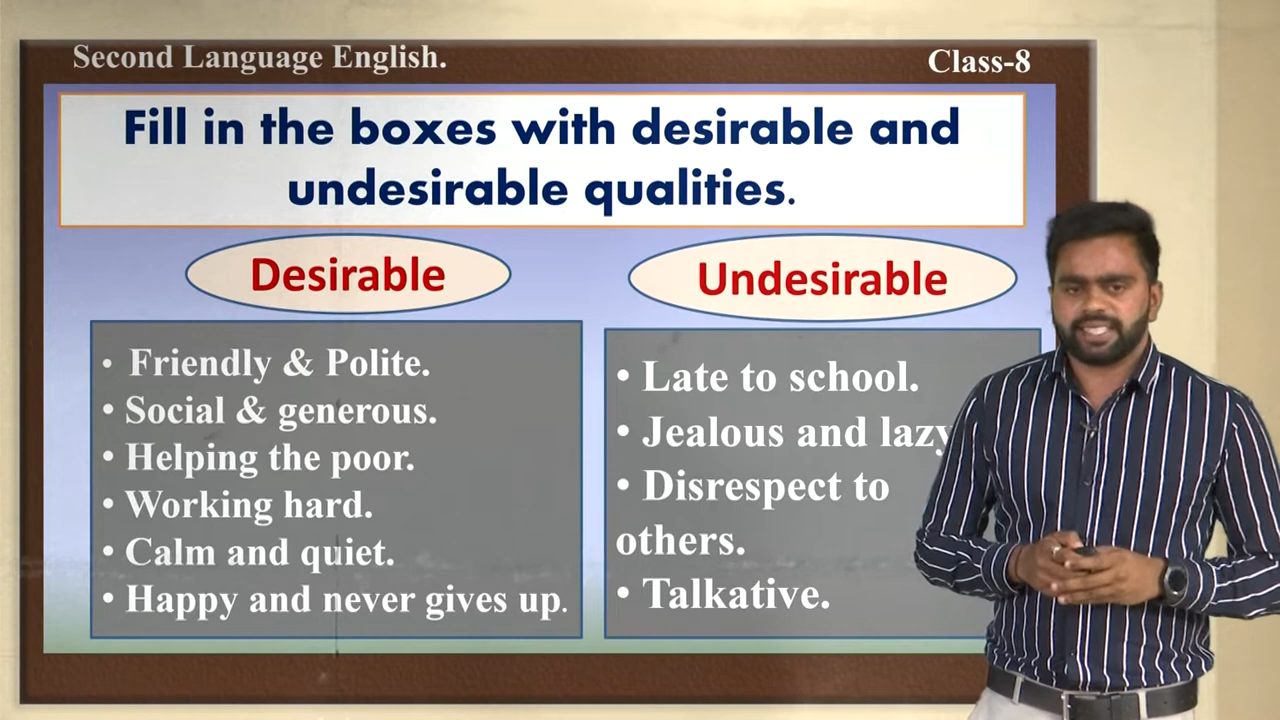 Second Language English.
Class-8
Fill in the boxes with desirable and
undesirable qualities.
Desirable
Undesirable
• Friendly & Polite.
• Social & generous.
• Helping the poor.
• Working hard.
• Calm and quiet.
• Happy and never gives up.
• Late to school.
• Jealous and lazy
• Disrespect to
others.
• Talkative.